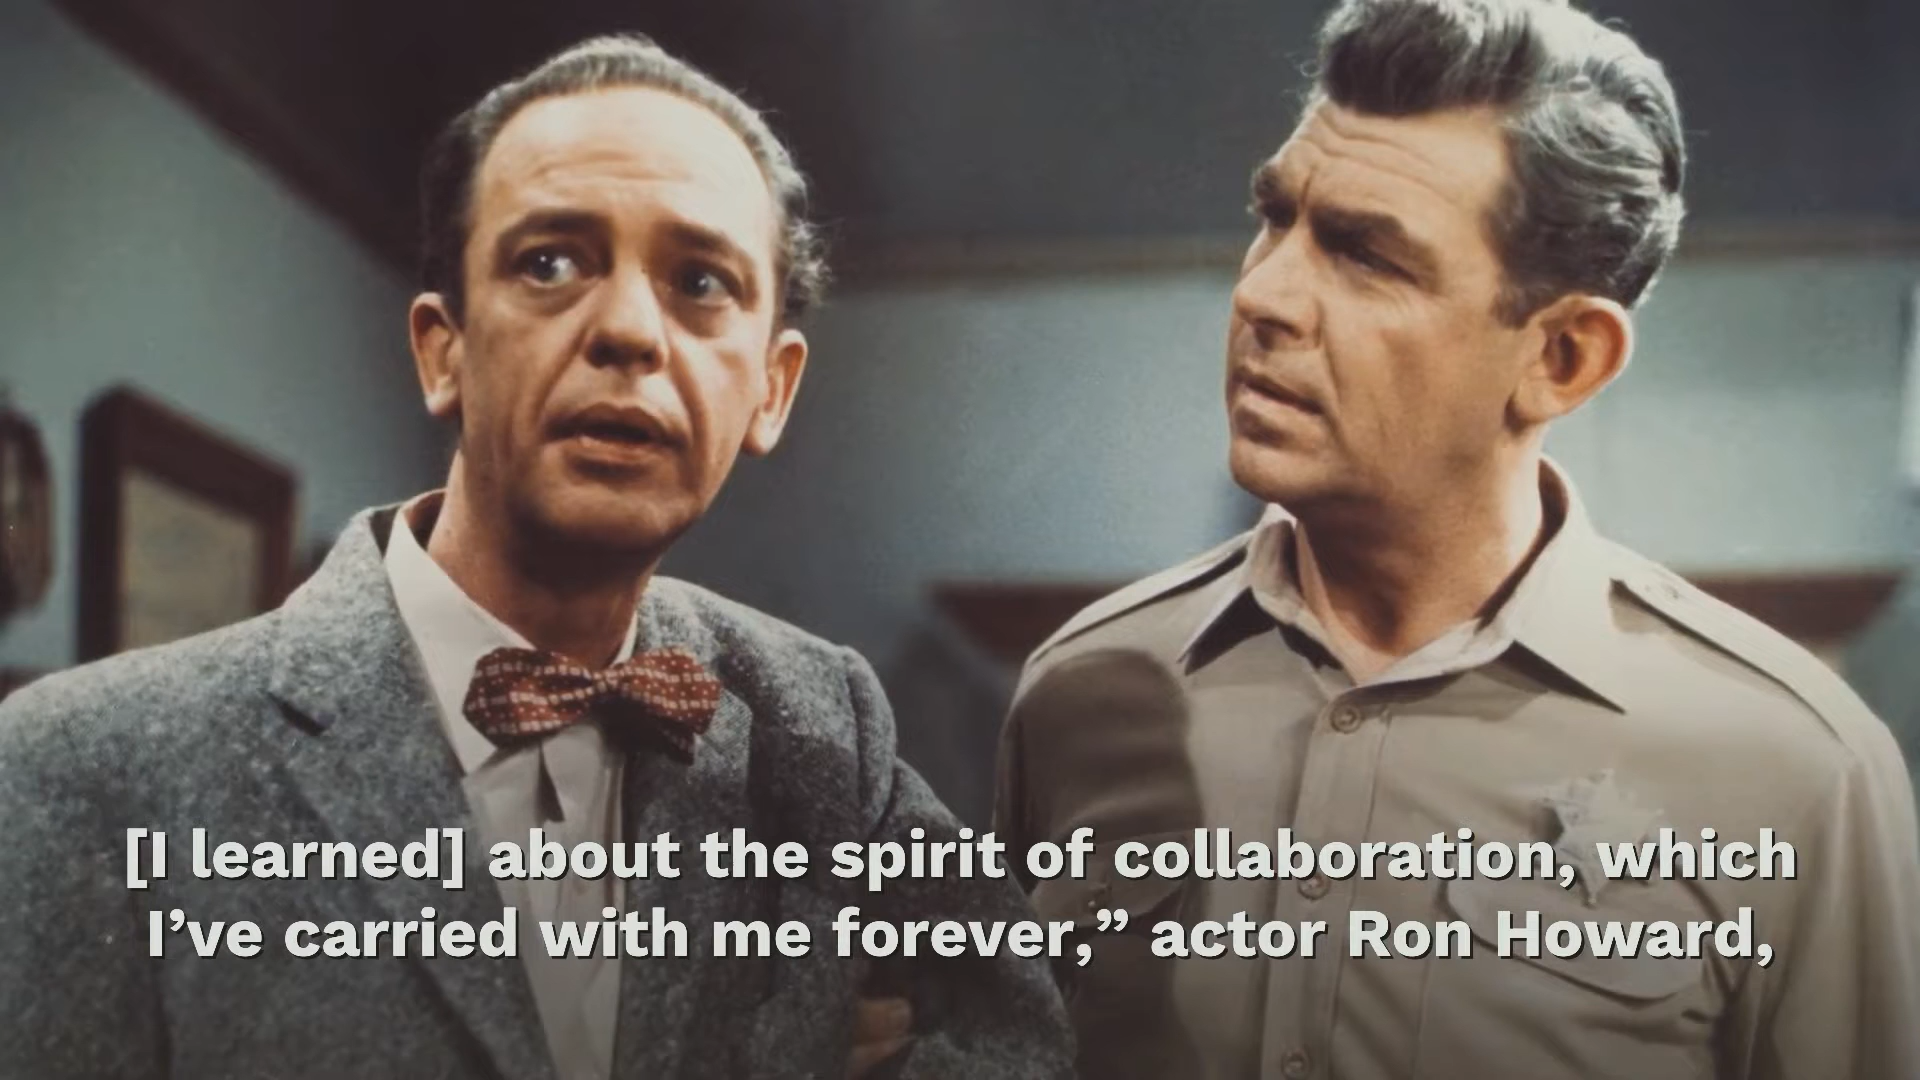 [I learned] about the spirit of collaboration, which
I’ve carried with me forever,” actor Ron Howard,